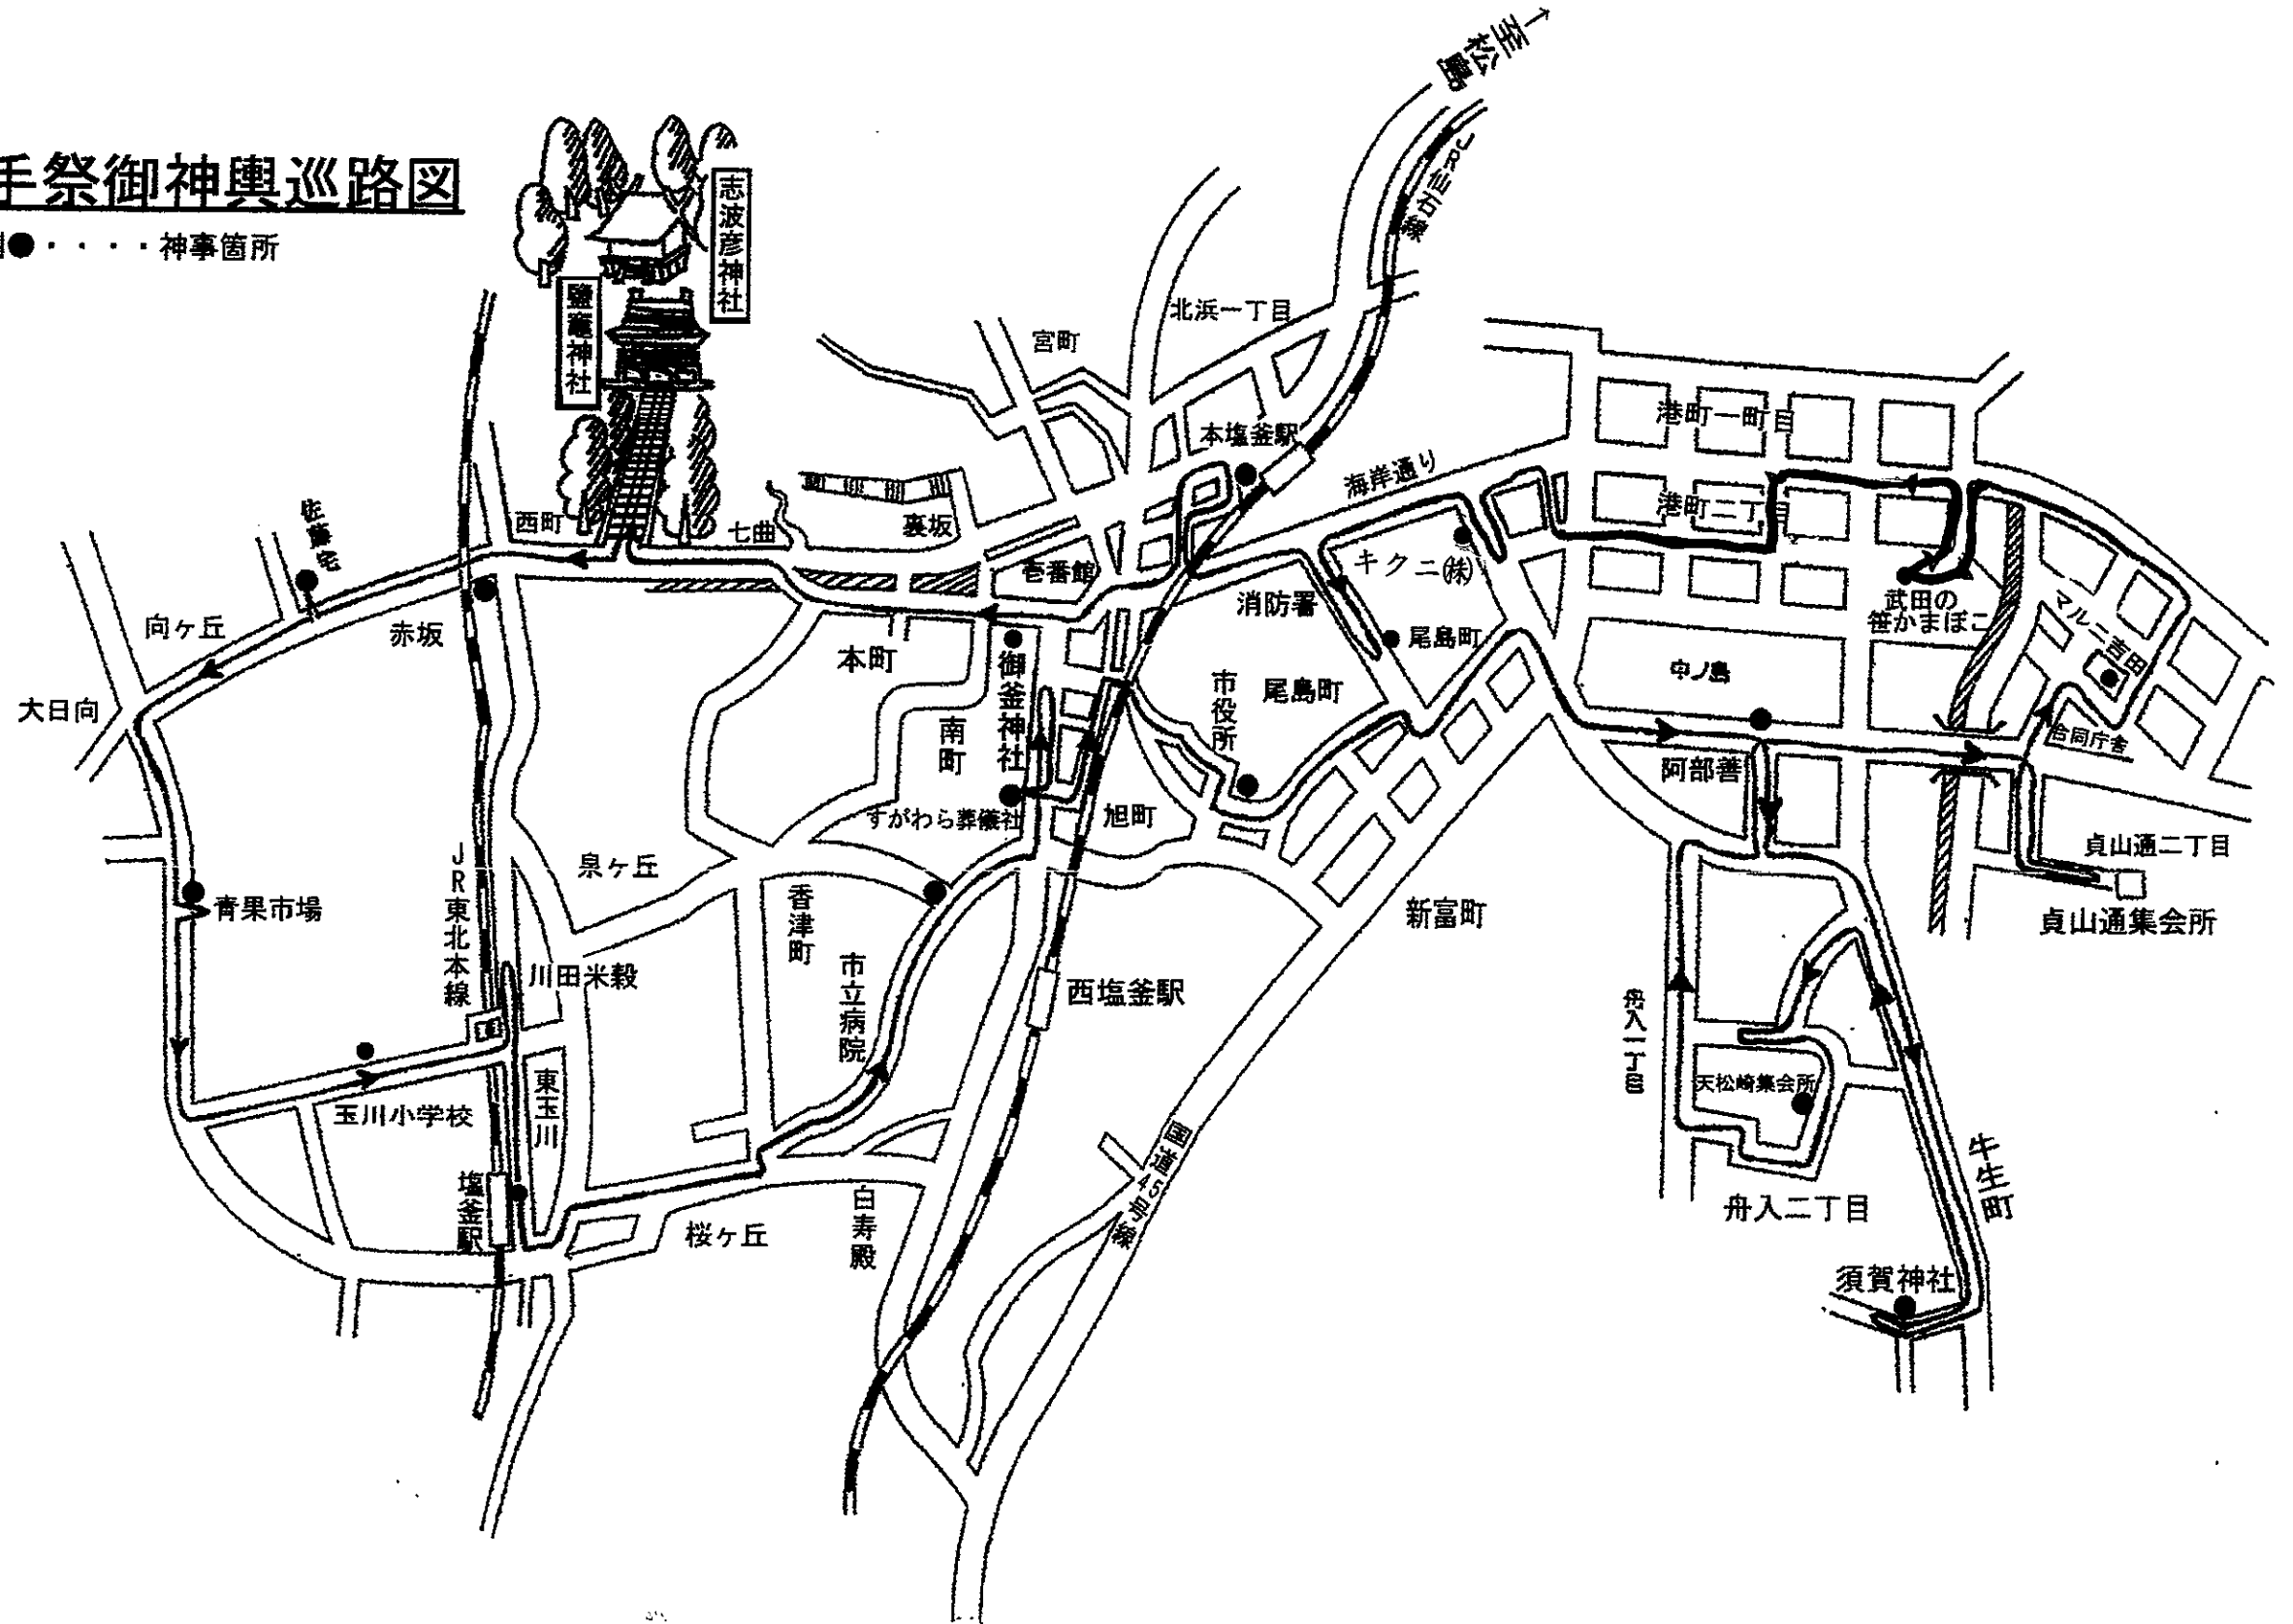 手祭御神輿巡路図
●・・・・神事箇所
→至松島
JR仙石線
志波彦神社
鹽竈神社
北浜一丁目
宮町
本塩釜駅
海岸通り
港町一町目
港町二丁目
佐藤宅
西町
七曲
裏坂
壱番館
キクニ㈱
消防署
武田の
笹かまぼこ
マルニ吉田
向ヶ丘
赤坂
本町
御釜神社
尾島町
尾島町
中ノ島
大日向
南町
市役所
合同庁舎
阿部善
すがわら葬儀社
旭町
貞山通二丁目
貞山通集会所
泉ヶ丘
青果市場
JR東北本線
香津町
新富町
川田米穀
市立病院
西塩釜駅
舟入一丁目
天松崎集会所
玉川小学校
東玉川
国道45号線
牛生町
塩釜駅
桜ヶ丘
白寿殿
舟入二丁目
須賀神社